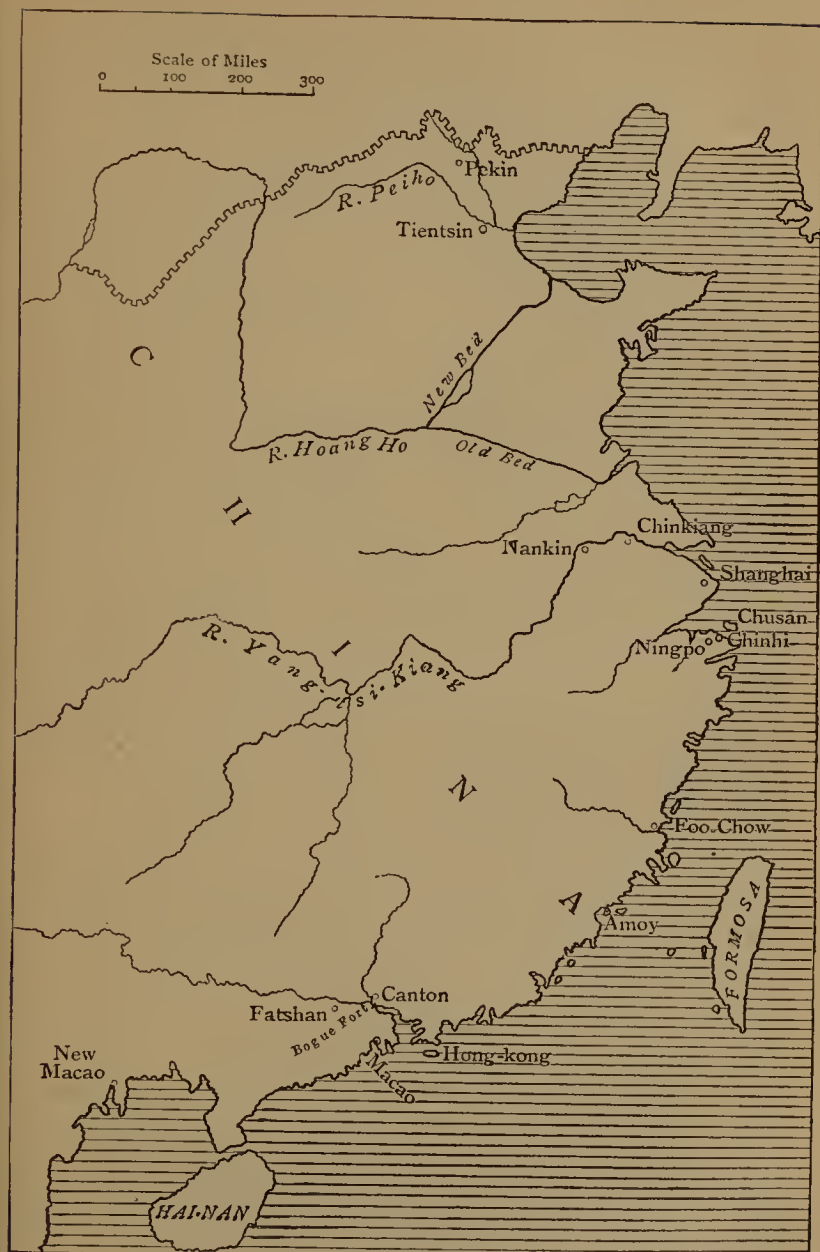 Scale of Miles
0 100 200 300
Pekin
R. Peiho
Tientsin
C
New Bed
R. Hoang Ho
Old Bed
H
Chinkiang
Nankin
Shanghai
Chusan
Chinhi
Ningpo
I
R. Yang-tsi-Kiang
N
Foo-Chow
A
Amoy
FORMOSA
Canton
Fatshan
Bogue Fort
Hong-kong
Macao
New
Macao
HAI-NAN